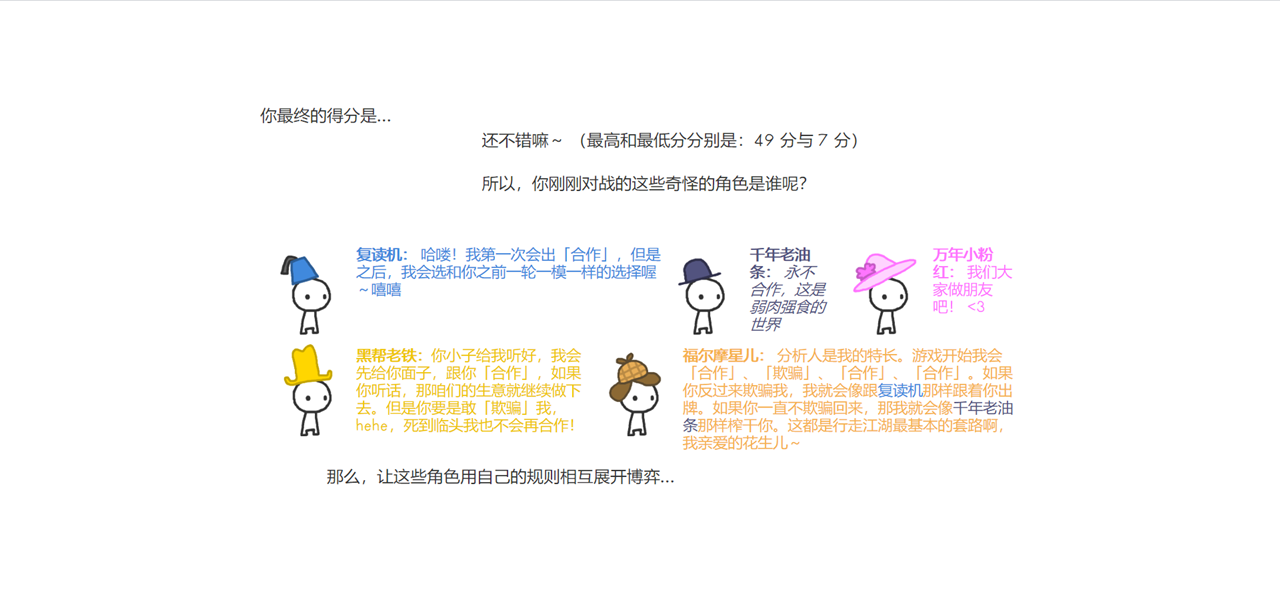 你最终的得分是...
还不错嘛～ （最高和最低分分别是：49 分与 7 分）
所以，你刚刚对战的这些奇怪的角色是谁呢？
复读机： 哈喽！我第一次会出「合作」，但是
之后，我会选和你之前一轮一模一样的选择喔
～嘻嘻
千年老油
条： 永不
合作，这是
弱肉强食的
世界
万年小粉
红： 我们大
家做朋友
吧！ <3
黑帮老铁：你小子给我听好，我会
先给你面子，跟你「合作」，如果
你听话，那咱们的生意就继续做下
去。但是你要是敢「欺骗」我，
hehe，死到临头我也不会再合作！
福尔摩星儿： 分析人是我的特长。游戏开始我会
「合作」、「欺骗」、「合作」、「合作」。如果
你反过来欺骗我，我就会像跟复读机那样跟着你出
牌。如果你一直不欺骗回来，那我就会像千年老油
条那样榨干你。这都是行走江湖最基本的套路啊，
我亲爱的花生儿～
那么，让这些角色用自己的规则相互展开博弈...